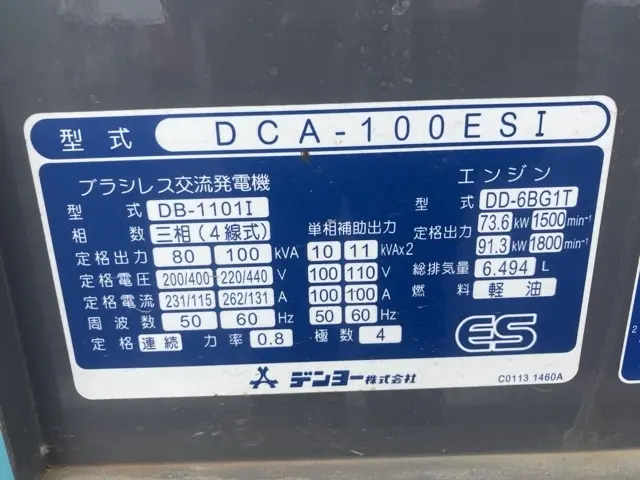 型式 DCA-100ESI
ブラシレス交流発電機
型式 DB-1101I
相数 三相(4線式)
定格出力 80 100 kVA
定格電圧 200/400 220/440 V
定格電流 231/115 262/131 A
周波数 50 60 Hz
定格 連続 力率 0.8
単相補助出力
10 11 kVAx2
100 110 V
100 100 A
50 60 Hz
極数 4
エンジン
型式 DD-6BG1T
定格出力 73.6 kW 1500 min⁻¹
91.3 kW 1800 min⁻¹
総排気量 6.494 L
燃料 軽油
ES
デンヨー株式会社
C0113 1460A